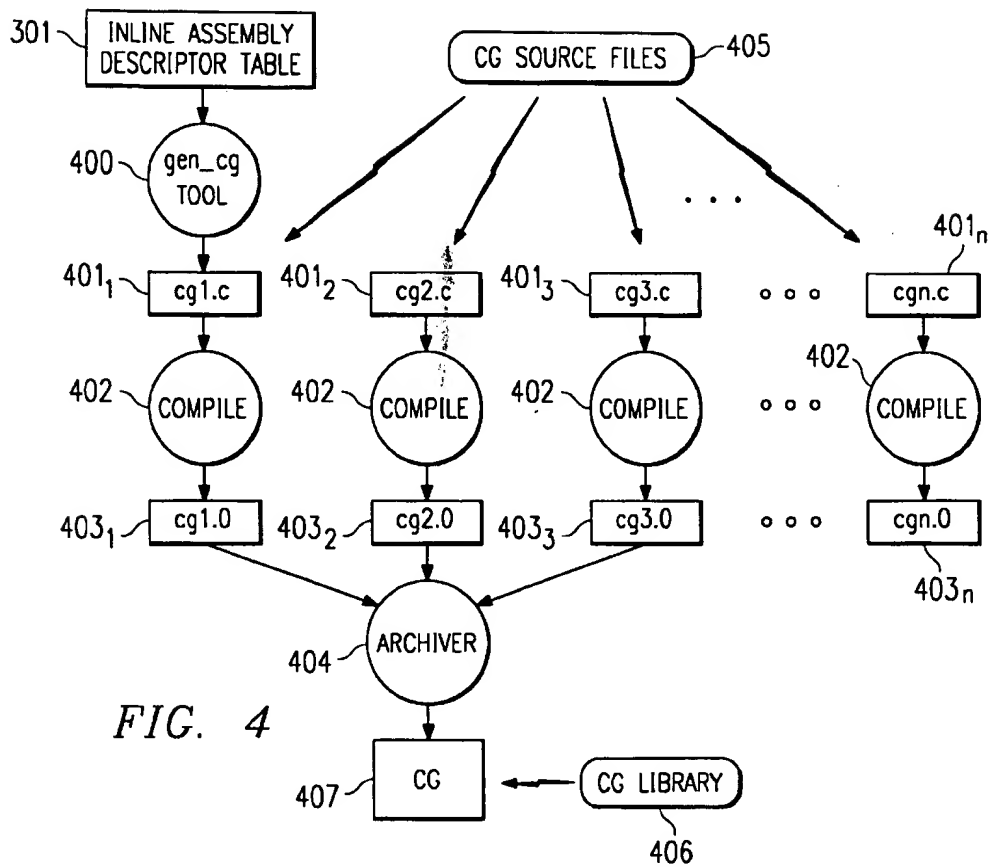 301
INLINE ASSEMBLY
DESCRIPTOR TABLE
CG SOURCE FILES
405
400
gen_cg
TOOL
. . .
401₁
cg1.c
401₂
cg2.c
401₃
cg3.c
401ₙ
cgn.c
402
COMPILE
402
COMPILE
402
COMPILE
402
COMPILE
403₁
cg1.0
403₂
cg2.0
403₃
cg3.0
cgn.0
403ₙ
404
ARCHIVER
FIG. 4
407
CG
CG LIBRARY
406